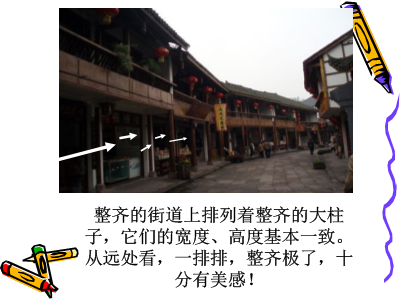 整齐的街道上排列着整齐的大柱
子，它们的宽度、高度基本一致。
从远处看，一排排，整齐极了，十
分有美感！